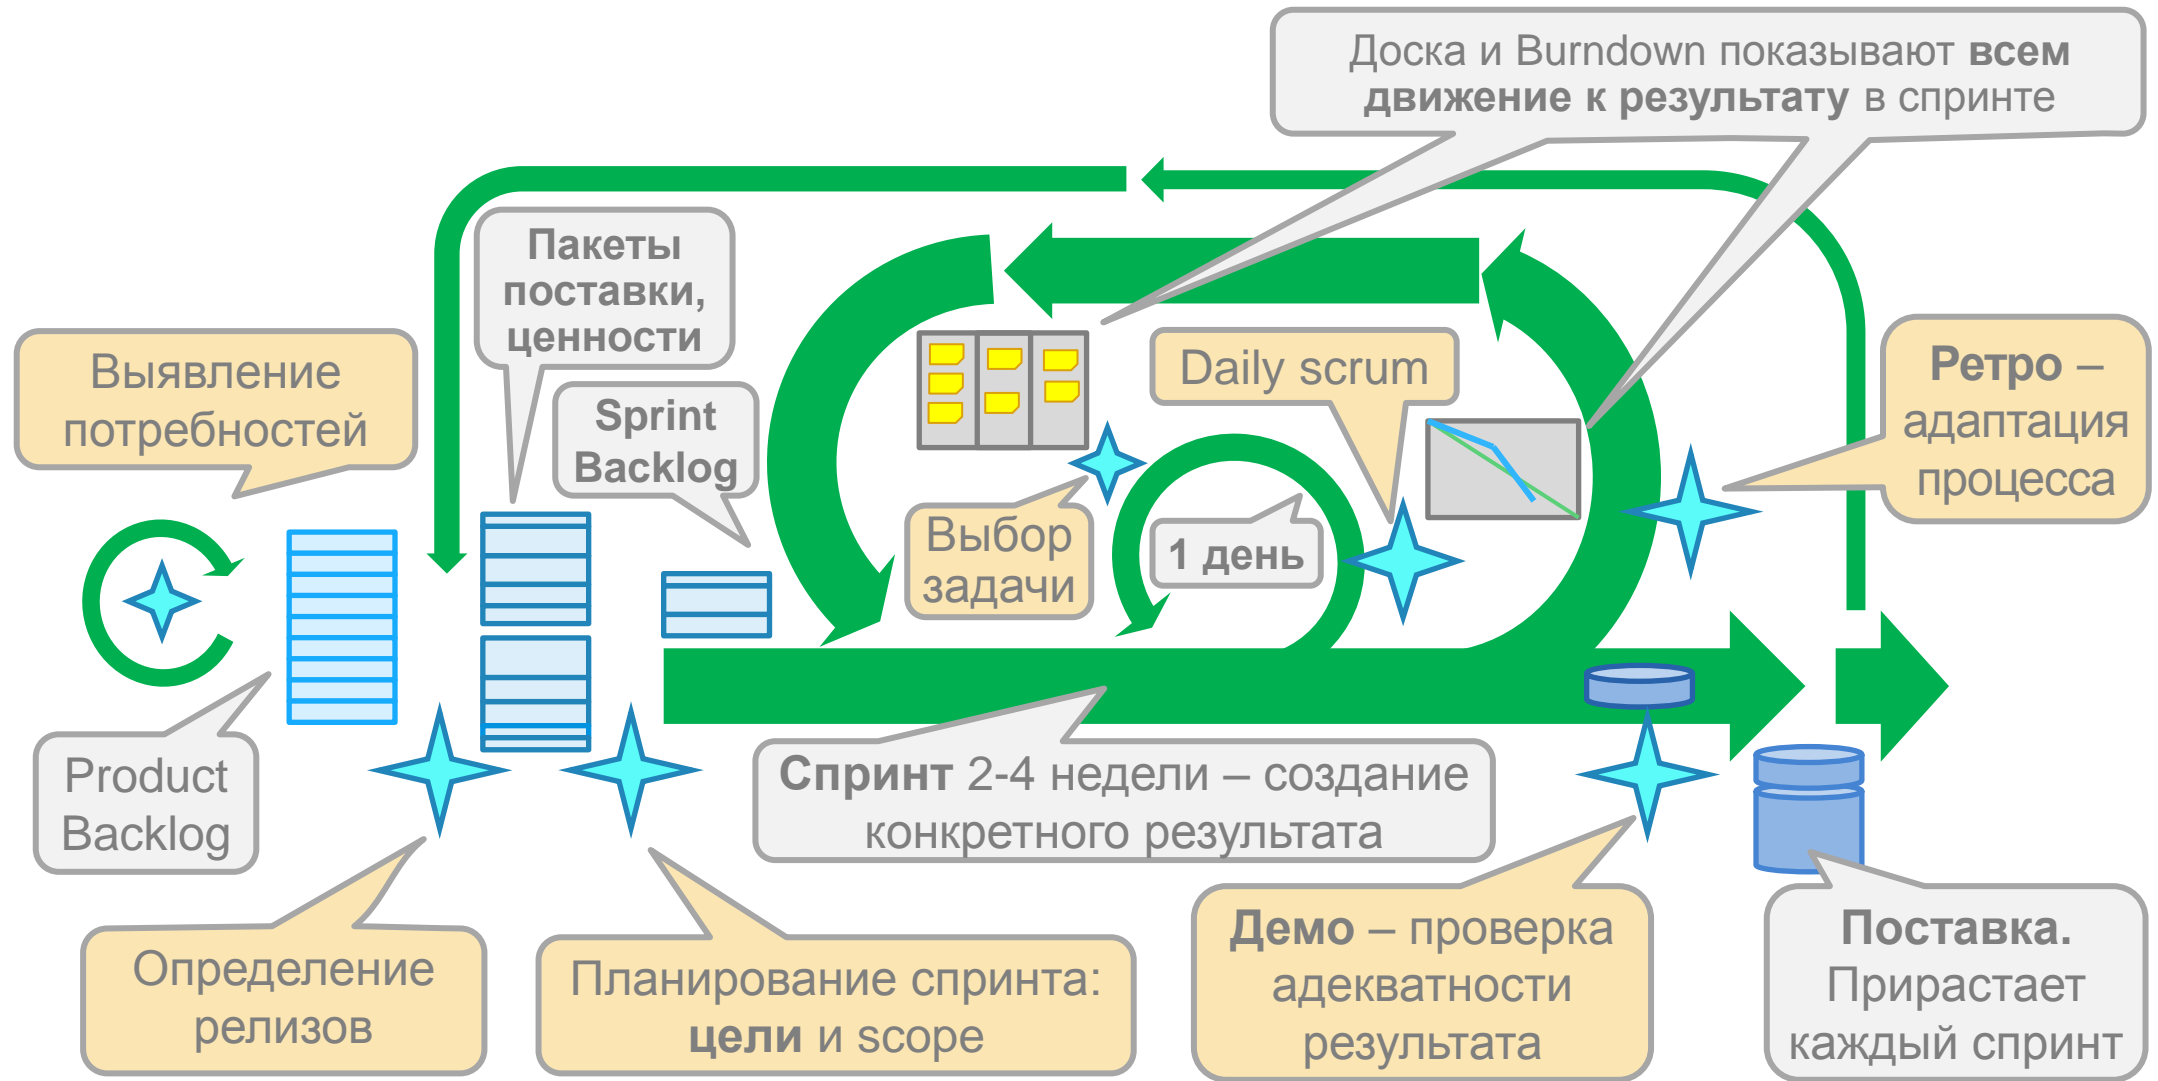 Доска и Burndown показывают всем
движение к результату в спринте
Пакеты
поставки,
ценности
Выявление
потребностей
Sprint
Backlog
Daily scrum
Ретро –
адаптация
процесса
Выбор
задачи
1 день
Product
Backlog
Спринт 2-4 недели – создание
конкретного результата
Определение
релизов
Планирование спринта:
цели и scope
Демо – проверка
адекватности
результата
Поставка.
Прирастает
каждый спринт